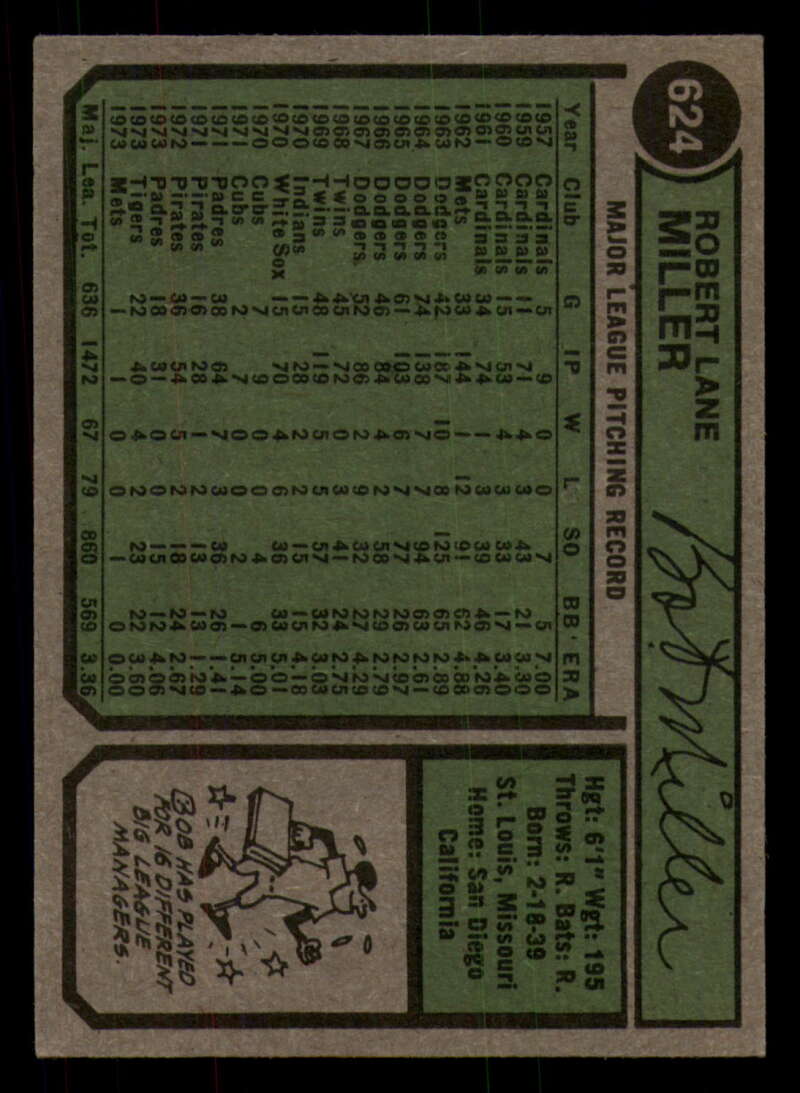 624
ROBERT LANE
MILLER
Bob Miller
MAJOR LEAGUE PITCHING RECORD
Year Club G IP W L SO BB ERA
1957 Cardinals 5 9 0 0 7 5 7.00
1959 Cardinals 11 71 4 3 43 21 3.30
1960 Cardinals 15 53 4 3 33 17 3.40
1961 Cardinals 34 74 1 3 39 46 4.26
1962 Mets 33 144 1 12 91 62 4.88
1963 Dodgers 42 187 10 8 125 65 2.89
1964 Dodgers 74 138 7 7 94 63 2.61
1965 Dodgers 61 103 6 7 77 26 2.97
1966 Dodgers 46 84 4 2 58 29 2.79
1967 Dodgers 52 86 2 9 32 27 4.29
1968 Twins 45 72 0 3 41 24 2.75
1969 Twins 48 119 5 5 57 32 3.03
1970 Indians 15 28 2 2 15 15 4.18
1970 White Sox 15 70 4 6 36 33 5.01
1970 Cubs 7 9 0 0 4 6 5.00
1971 Cubs 2 7 0 0 2 1 5.14
1971 Padres 38 64 7 3 36 26 1.41
1971 Pirates 16 28 1 2 13 13 1.29
1972 Pirates 36 54 5 2 18 24 2.67
1973 Padres 18 31 0 0 15 12 4.06
1973 Tigers 22 40 4 2 23 22 3.60
1973 Mets 1 1 0 0 1 0 0.00
Maj. Lea. Tot. 636 1472 67 79 860 569 3.36
Hgt: 6'1" Wgt: 195
Throws: R. Bats: R.
Born: 2-18-39
St. Louis, Missouri
Home: San Diego
California
BOB HAS PLAYED
FOR 16 DIFFERENT
BIG LEAGUE
MANAGERS.